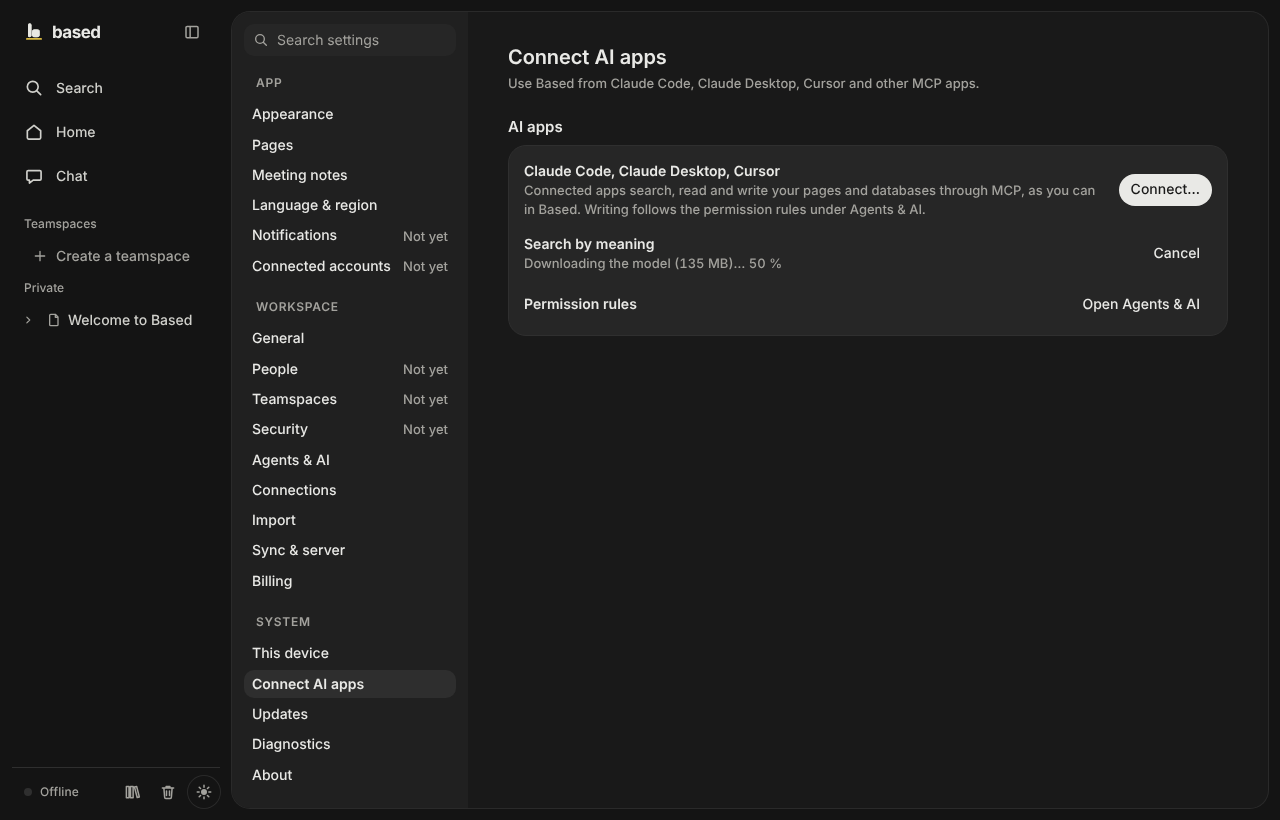 based
Search
Home
Chat
Teamspaces
Create a teamspace
Private
Welcome to Based
Offline
Search settings
APP
Appearance
Pages
Meeting notes
Language & region
Notifications Not yet
Connected accounts Not yet
WORKSPACE
General
People Not yet
Teamspaces Not yet
Security Not yet
Agents & AI
Connections
Import
Sync & server
Billing
SYSTEM
This device
Connect AI apps
Updates
Diagnostics
About
Connect AI apps
Use Based from Claude Code, Claude Desktop, Cursor and other MCP apps.
AI apps
Claude Code, Claude Desktop, Cursor
Connected apps search, read and write your pages and databases through MCP, as you can
in Based. Writing follows the permission rules under Agents & AI.
Connect...
Search by meaning
Downloading the model (135 MB)... 50 %
Cancel
Permission rules
Open Agents & AI